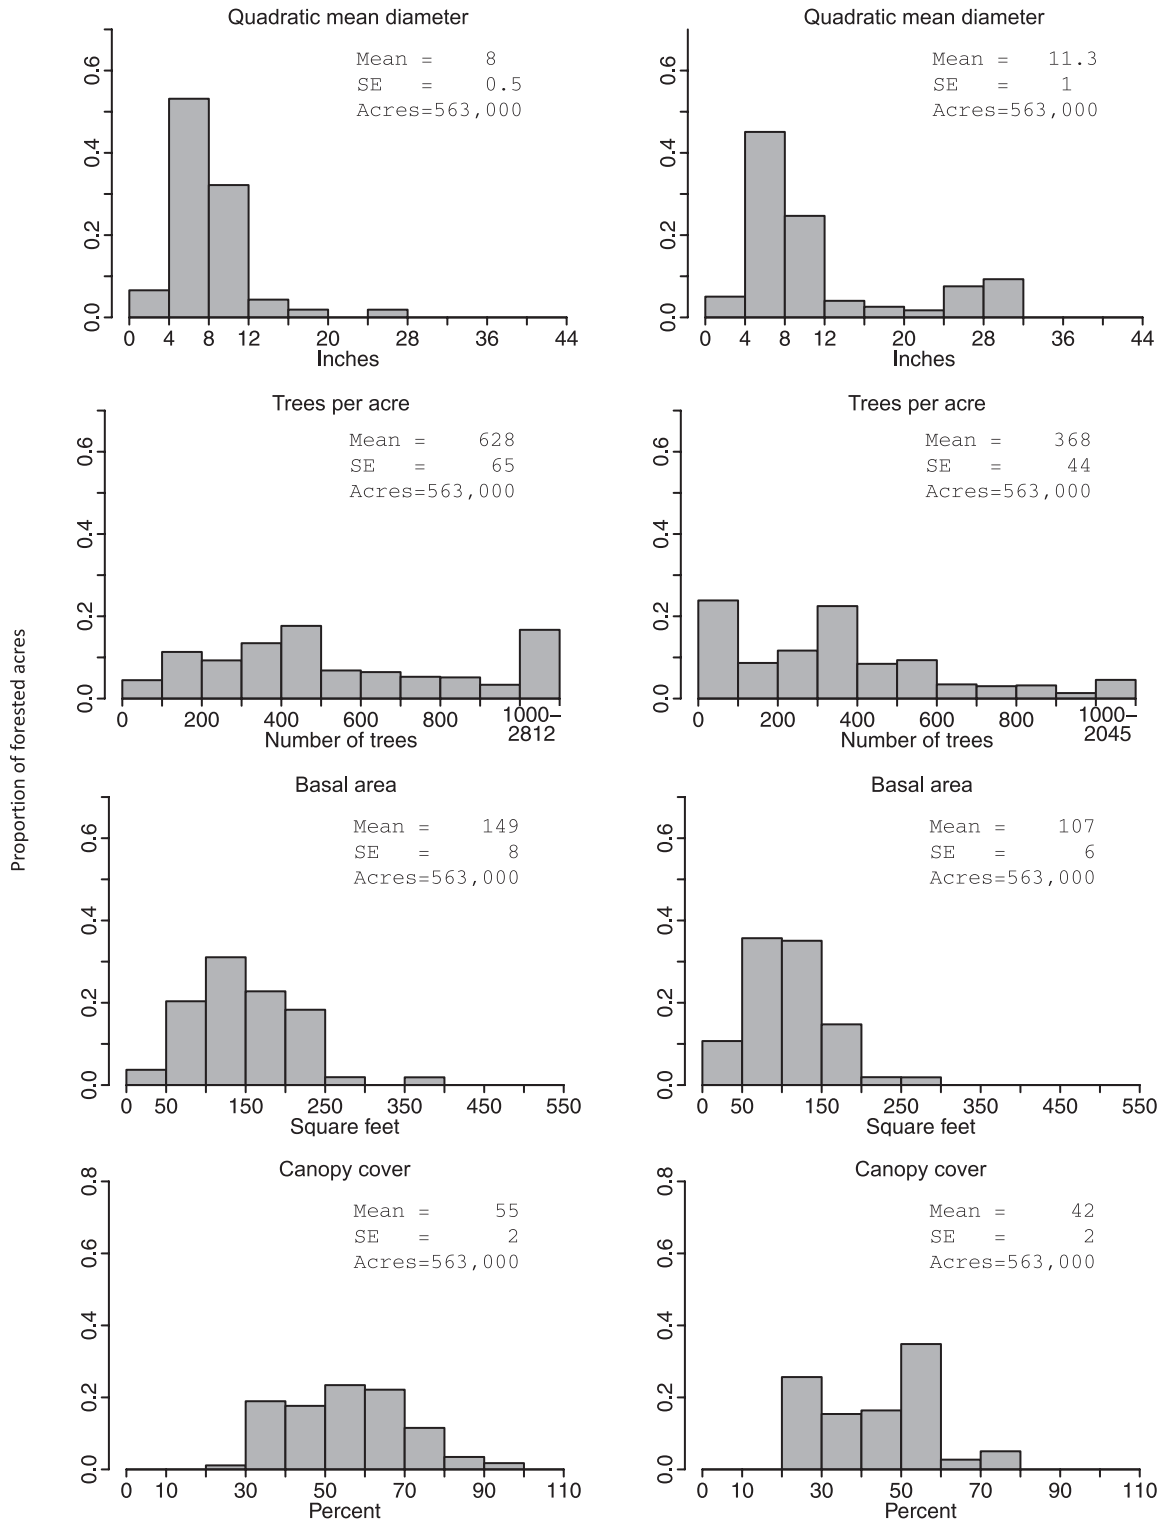 Proportion of forested acres
Quadratic mean diameter
Mean = 8
SE = 0.5
Acres=563,000
0.0 0.2 0.4 0.6
0 4 8 12 20 28 36 44
Inches
Quadratic mean diameter
Mean = 11.3
SE = 1
Acres=563,000
0.0 0.2 0.4 0.6
0 4 8 12 20 28 36 44
Inches
Trees per acre
Mean = 628
SE = 65
Acres=563,000
0.0 0.2 0.4 0.6
0 200 400 600 800 1000–
2812
Number of trees
Trees per acre
Mean = 368
SE = 44
Acres=563,000
0.0 0.2 0.4 0.6
0 200 400 600 800 1000–
2045
Number of trees
Basal area
Mean = 149
SE = 8
Acres=563,000
0.0 0.2 0.4 0.6
0 50 150 250 350 450 550
Square feet
Basal area
Mean = 107
SE = 6
Acres=563,000
0.0 0.2 0.4 0.6
0 50 150 250 350 450 550
Square feet
Canopy cover
Mean = 55
SE = 2
Acres=563,000
0.0 0.2 0.4 0.6 0.8
0 10 30 50 70 90 110
Percent
Canopy cover
Mean = 42
SE = 2
Acres=563,000
0.0 0.2 0.4 0.6 0.8
0 10 30 50 70 90 110
Percent